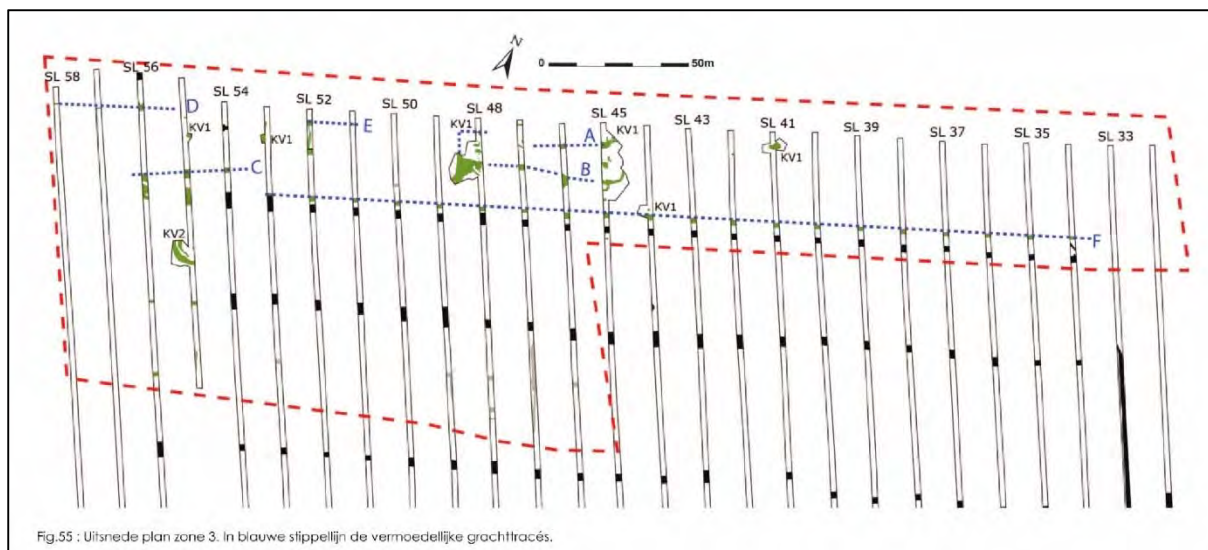 N
0 50m
SL 58
SL 56
SL 54
SL 52
SL 50
SL 48
SL 45
SL 43
SL 41
SL 39
SL 37
SL 35
SL 33
D
KV1
KV1
E
KV1
A
KV1
KV1
C
B
KV1
KV2
F
Fig.55 : Uitsnede plan zone 3. In blauwe stippellijn de vermoedellijke grachttracés.